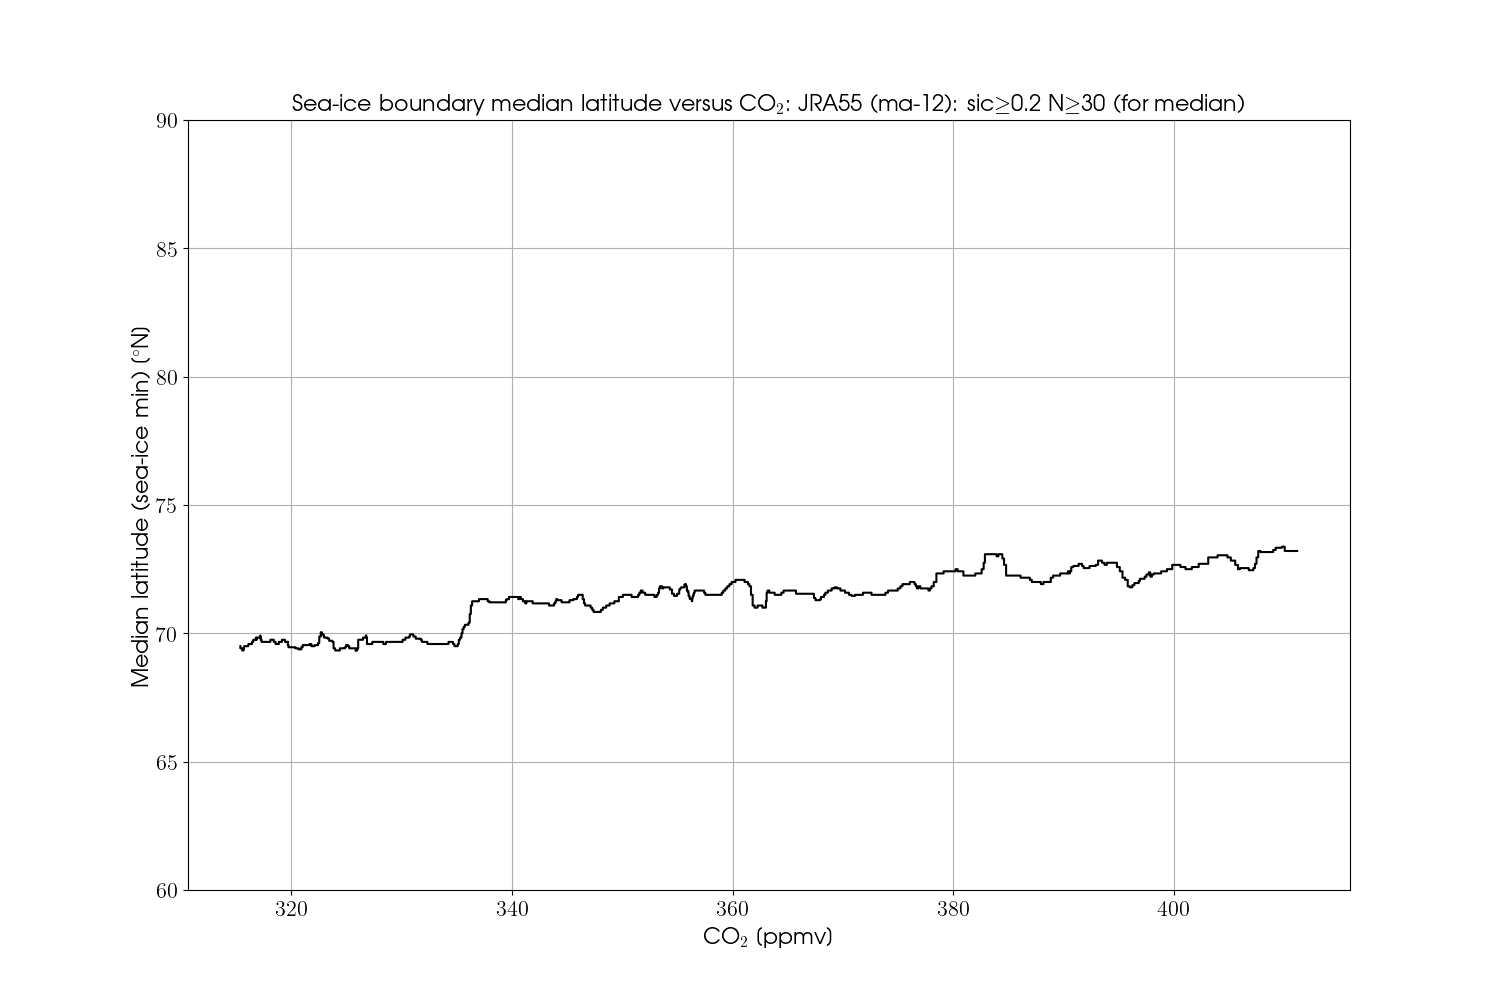 Sea-ice boundary median latitude versus CO₂: JRA55 (ma-12): sic≥0.2 N≥30 (for median)
90
85
80
75
70
65
60
Median latitude (sea-ice min) (°N)
320 340 360 380 400
CO₂ (ppmv)